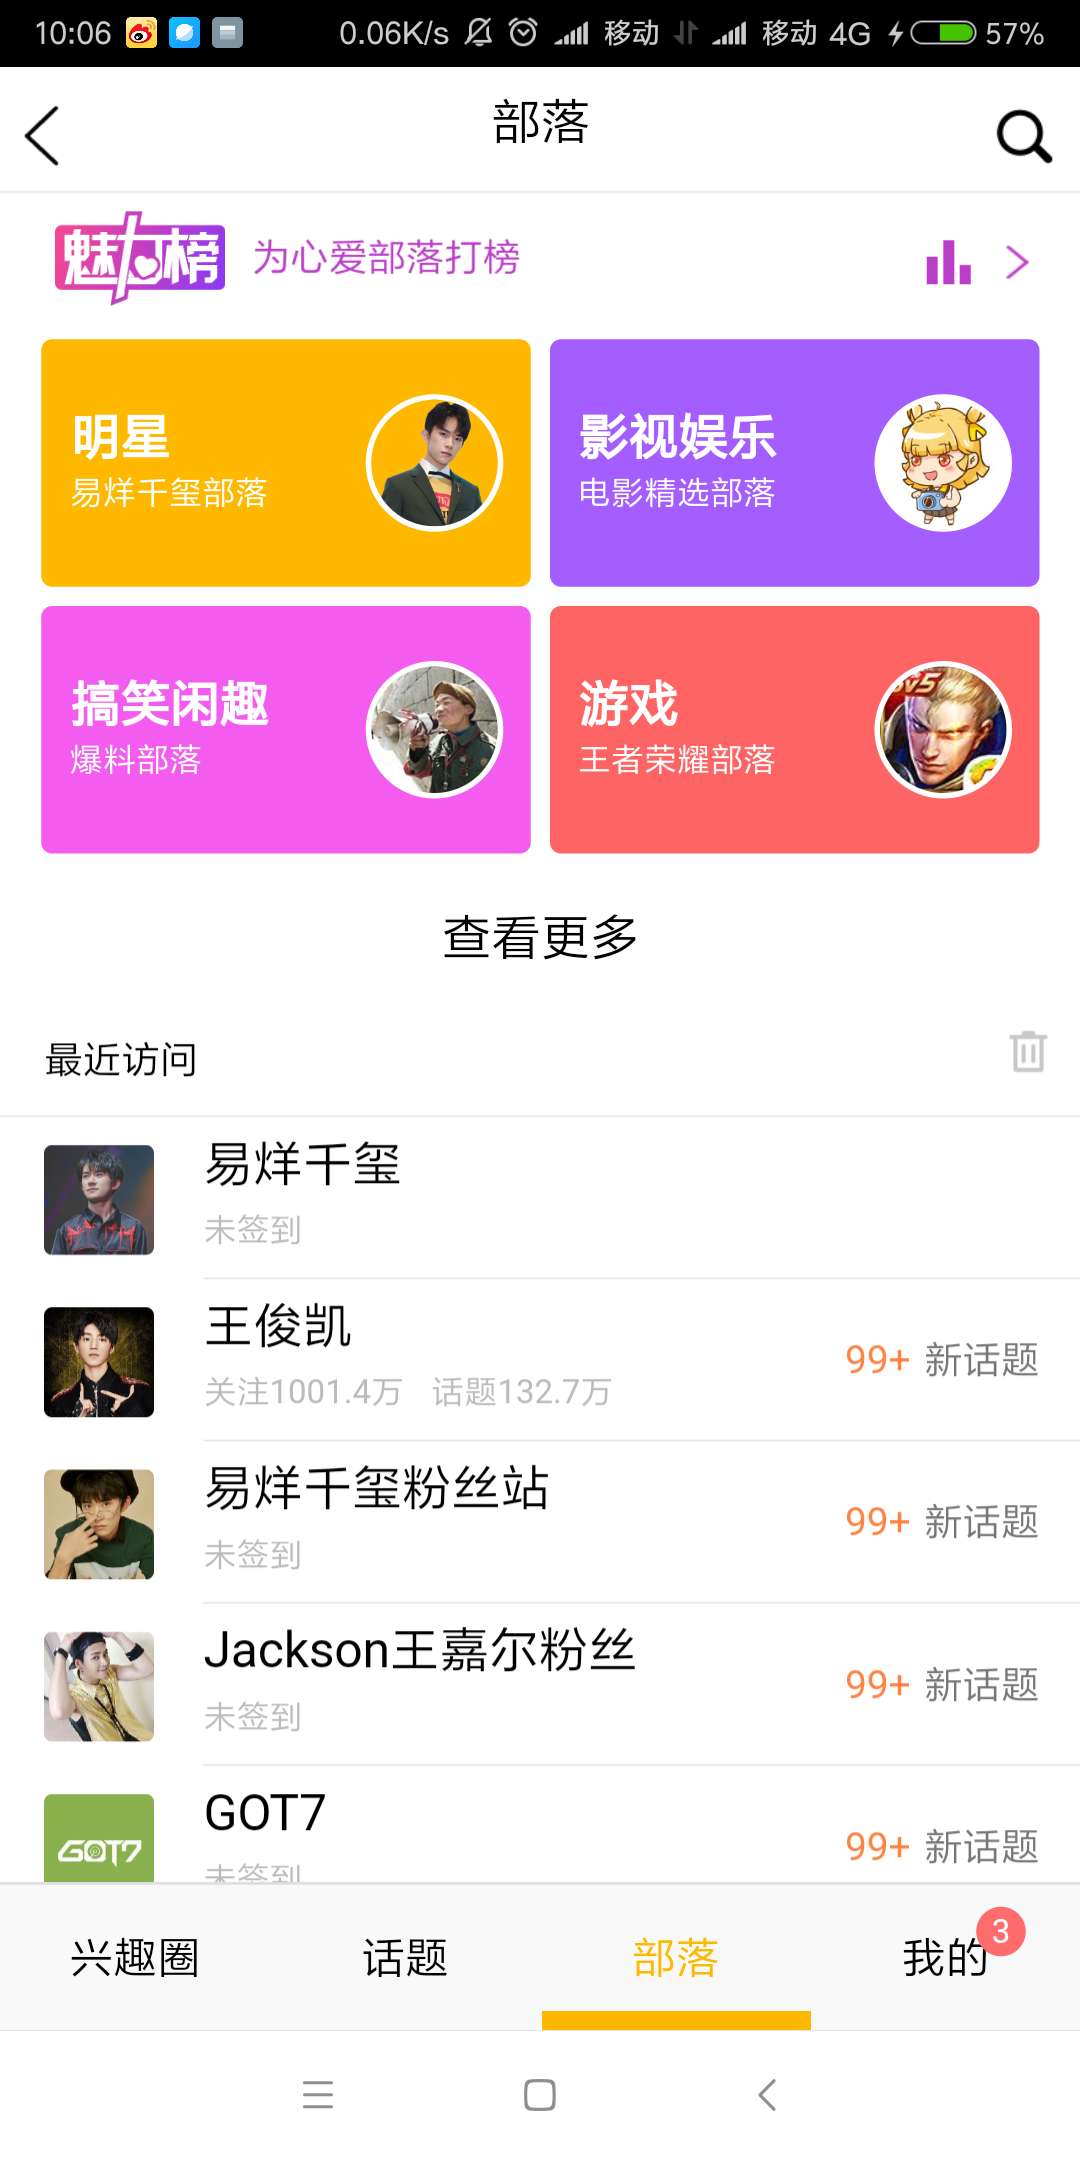 10:06 0.06K/s 移动 移动 4G 57%
部落
魅力榜 为心爱部落打榜
明星
易烊千玺部落
影视娱乐
电影精选部落
搞笑闲趣
爆料部落
游戏
王者荣耀部落
查看更多
最近访问
易烊千玺
未签到
王俊凯
关注1001.4万 话题132.7万
99+ 新话题
易烊千玺粉丝站
未签到
99+ 新话题
Jackson王嘉尔粉丝
未签到
99+ 新话题
GOT7
GOT7
未签到
99+ 新话题
兴趣圈 话题 部落 我的 3